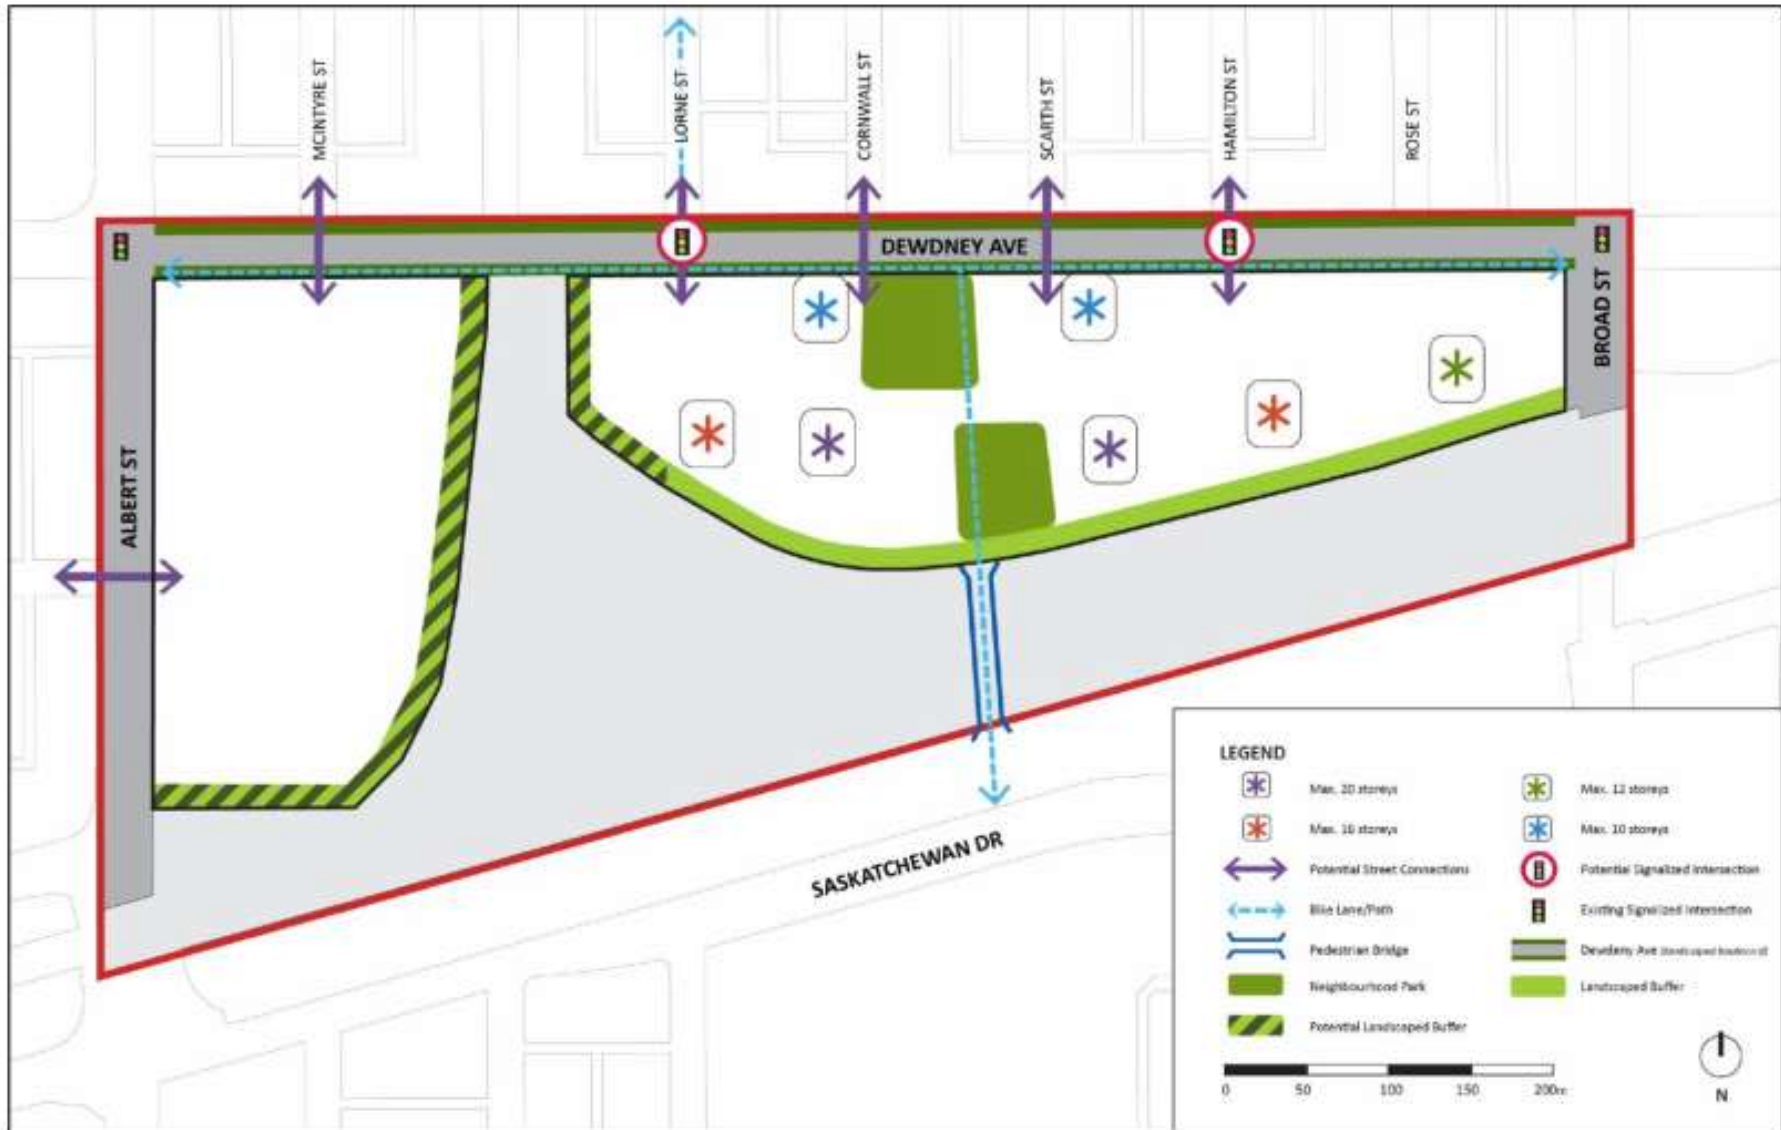 MCINTYRE ST
LORNE ST
CORNWALL ST
SCARTH ST
HAMILTON ST
ROSE ST
DEWDNEY AVE
BROAD ST
ALBERT ST
SASKATCHEWAN DR
LEGEND
Max. 20 storeys
Max. 16 storeys
Potential Street Connections
Bike Lane/Path
Pedestrian Bridge
Neighbourhood Park
Potential Landscaped Buffer
Max. 12 storeys
Max. 10 storeys
Potential Signalized Intersection
Existing Signalized Intersection
Dewdeny Ave
Landscaped Buffer
0 50 100 150 200m
N